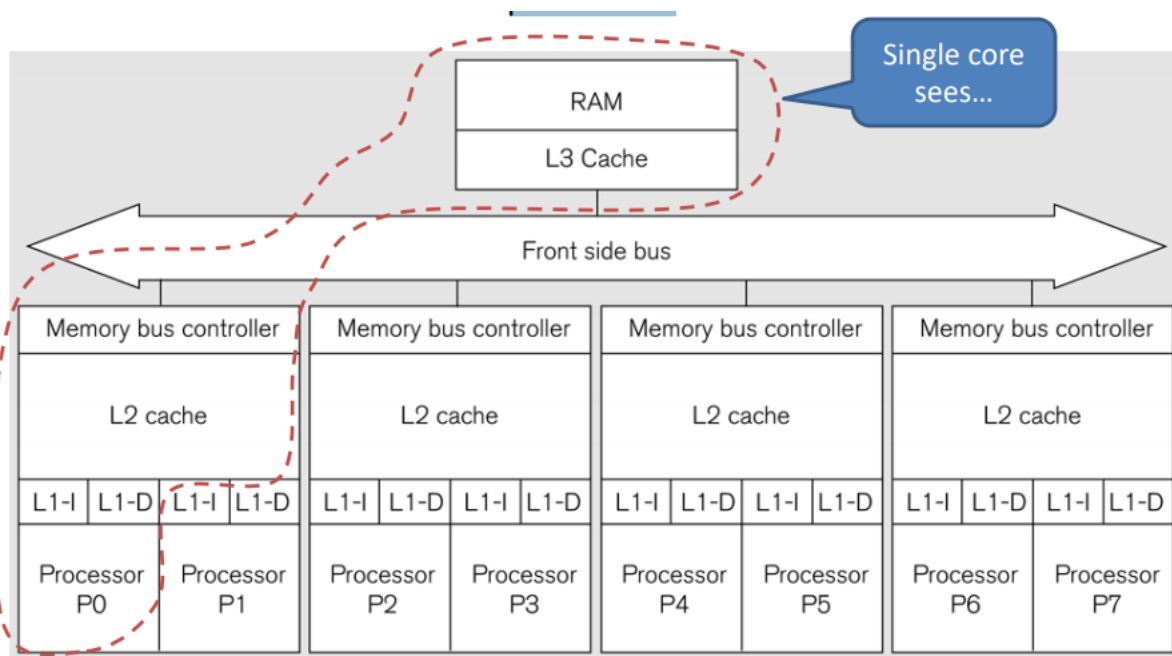 Single core
sees...
RAM
L3 Cache
Front side bus
Memory bus controller
Memory bus controller
Memory bus controller
Memory bus controller
L2 cache
L2 cache
L2 cache
L2 cache
L1-I L1-D L1-I L1-D
L1-I L1-D L1-I L1-D
L1-I L1-D L1-I L1-D
L1-I L1-D L1-I L1-D
Processor
P0
Processor
P1
Processor
P2
Processor
P3
Processor
P4
Processor
P5
Processor
P6
Processor
P7